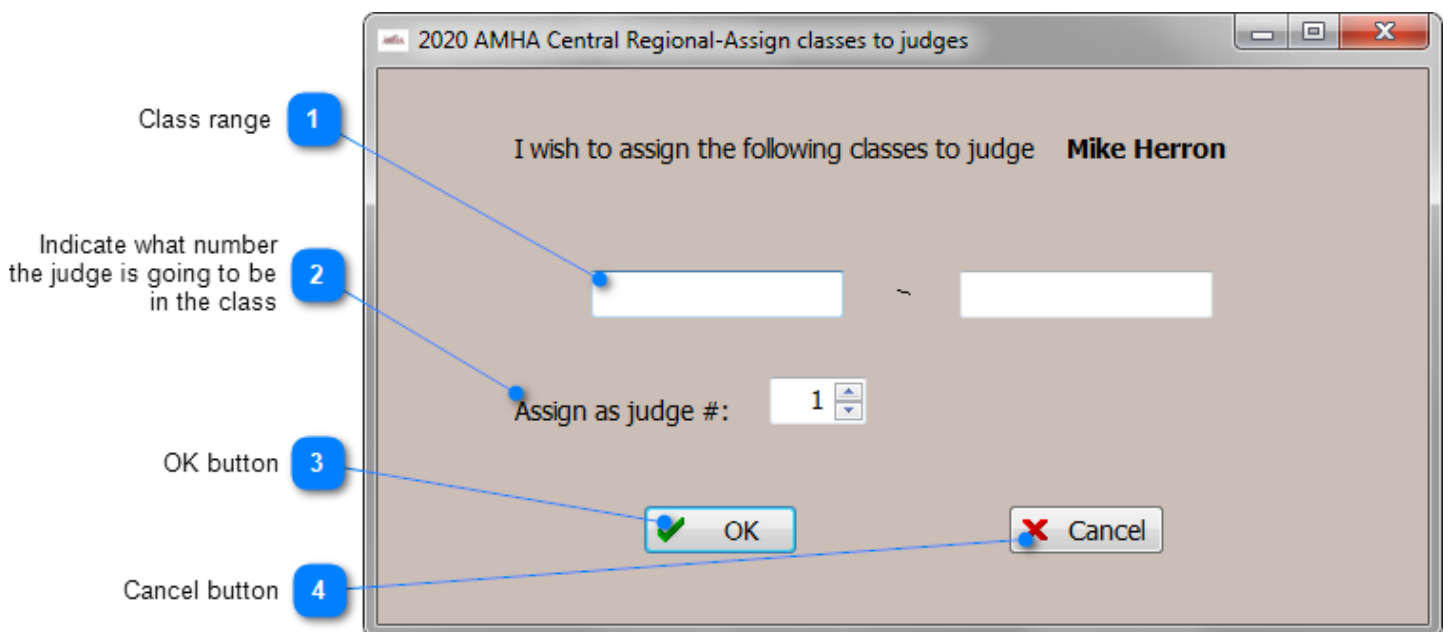 2020 AMHA Central Regional-Assign classes to judges
Class range 1
I wish to assign the following classes to judge Mike Herron
Indicate what number
the judge is going to be
in the class
2
~
Assign as judge #: 1
OK button 3
OK
Cancel
Cancel button 4